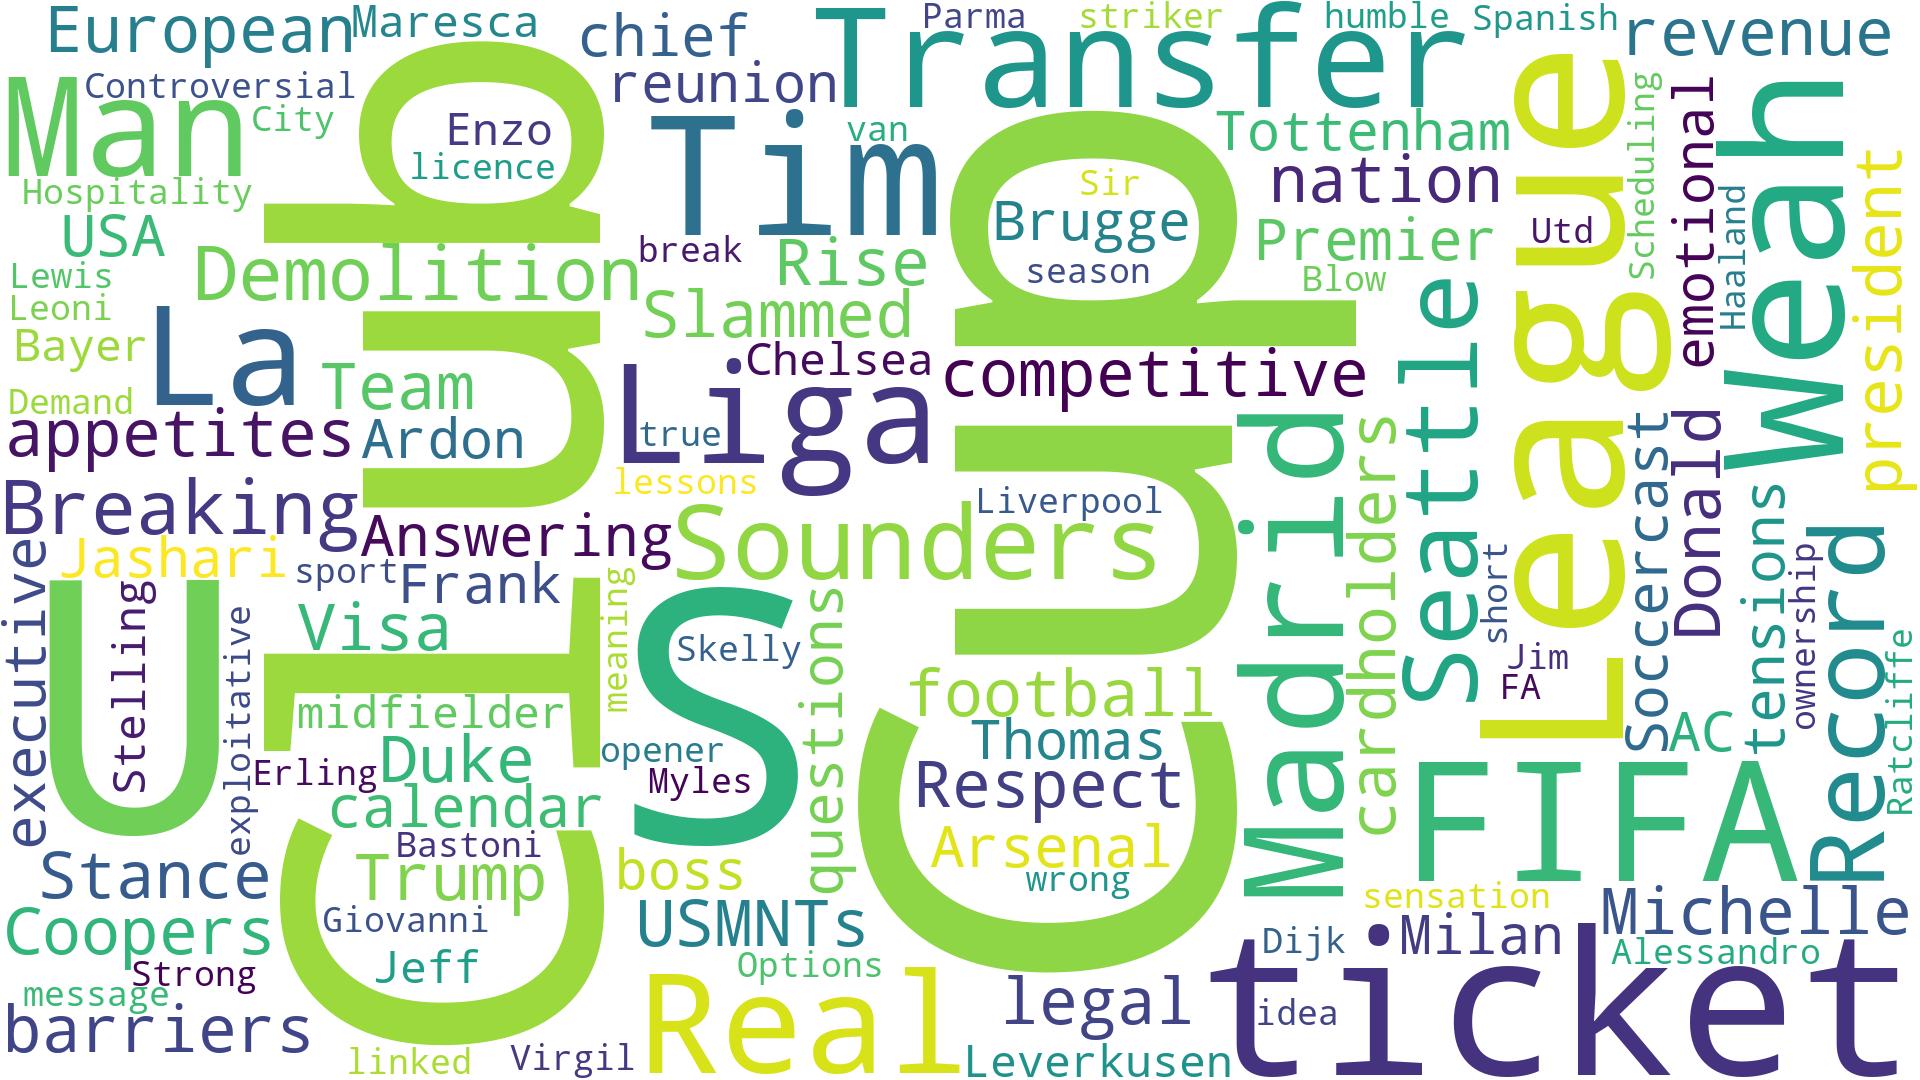 European
Maresca
chief
Transfer
Parma
striker
humble
Spanish
revenue
Man
Controversial
City
reunion
Enzo
licence
Tim
van
Tottenham
Sir
Brugge
season
nation
Premier
Blow
Utd
Scheduling
emotional
Haaland
Weah
president
Hospitality
USA
Demolition
break
Rise
Slammed
Lewis
Leoni
Bayer
La
Team
Club
Cup
Liga
Chelsea
competitive
Seattle
League
Demand
appetites
Ardon
true
lessons
Madrid
cardholders
Soccercast
Donald
Breaking
Answering
Sounders
Liverpool
tensions
ownership
Record
Ratcliffe
Jashari
sport
Frank
executive
Stelling
exploitative
Visa
meaning
U S
Skelly
questions
football
short
Jim
FA
AC
midfielder
opener
Thomas
Erling
Duke
Myles
Respect
calendar
FIFA
Bastoni
Arsenal
Stance
Trump
boss
wrong
sensation
Michelle
Coopers
Giovanni
USMNTs
Dijk
Milan
Alessandro
Strong
Jeff
Options
message
barriers
Real
legal
idea
ticket
linked
Virgil
Leverkusen